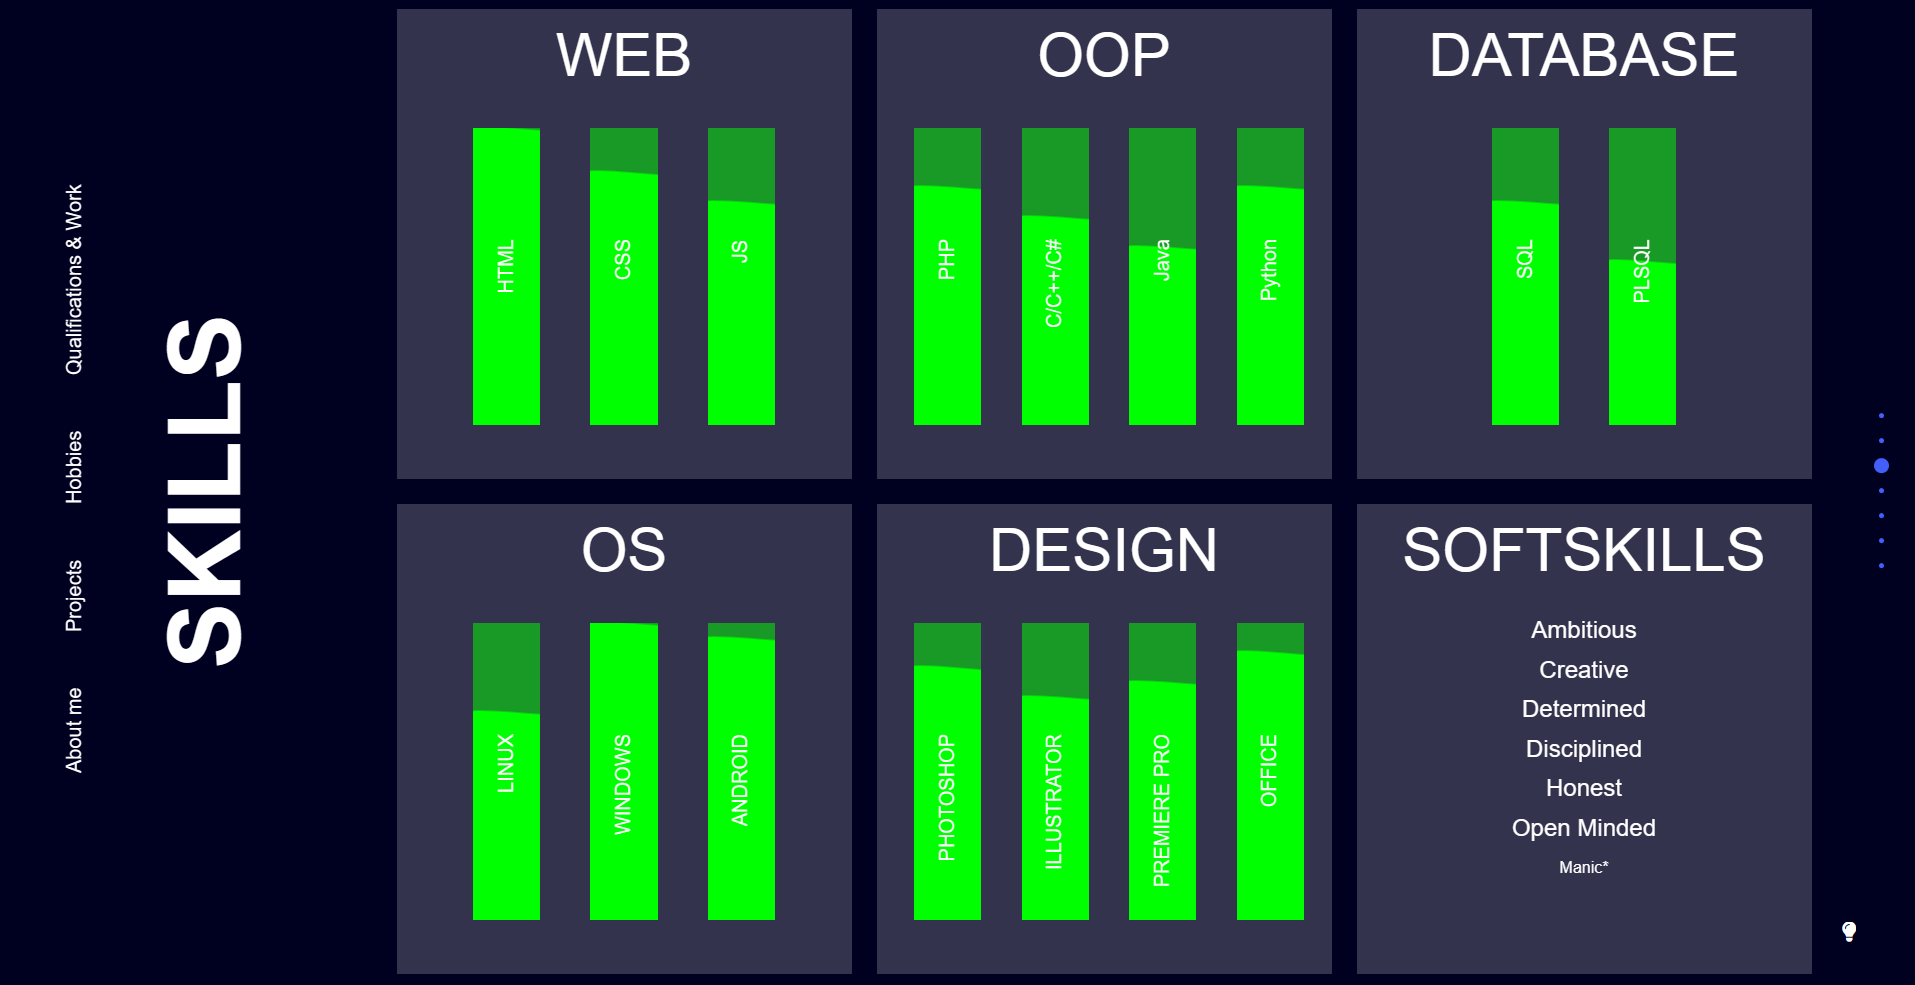 Qualifications & Work
Hobbies
Projects
About me
SKILLS
WEB
HTML
CSS
JS
OOP
PHP
C/C++/C#
Java
Python
DATABASE
SQL
PLSQL
OS
LINUX
WINDOWS
ANDROID
DESIGN
PHOTOSHOP
ILLUSTRATOR
PREMIERE PRO
OFFICE
SOFTSKILLS
Ambitious
Creative
Determined
Disciplined
Honest
Open Minded
Manic*